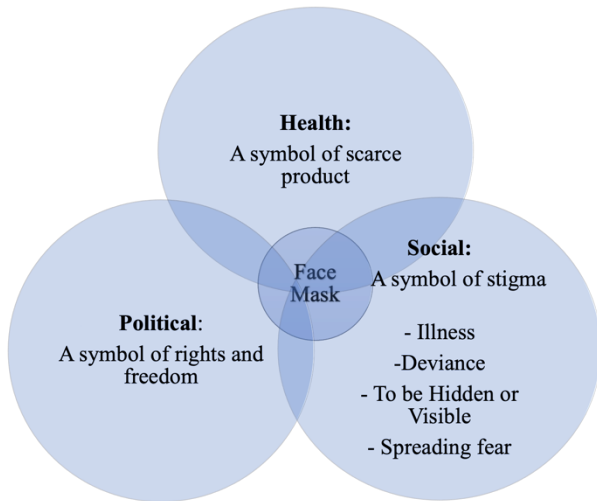 Health:
A symbol of scarce
product
Face
Mask
Social:
A symbol of stigma
- Illness
-Deviance
- To be Hidden or
Visible
- Spreading fear
Political:
A symbol of rights and
freedom